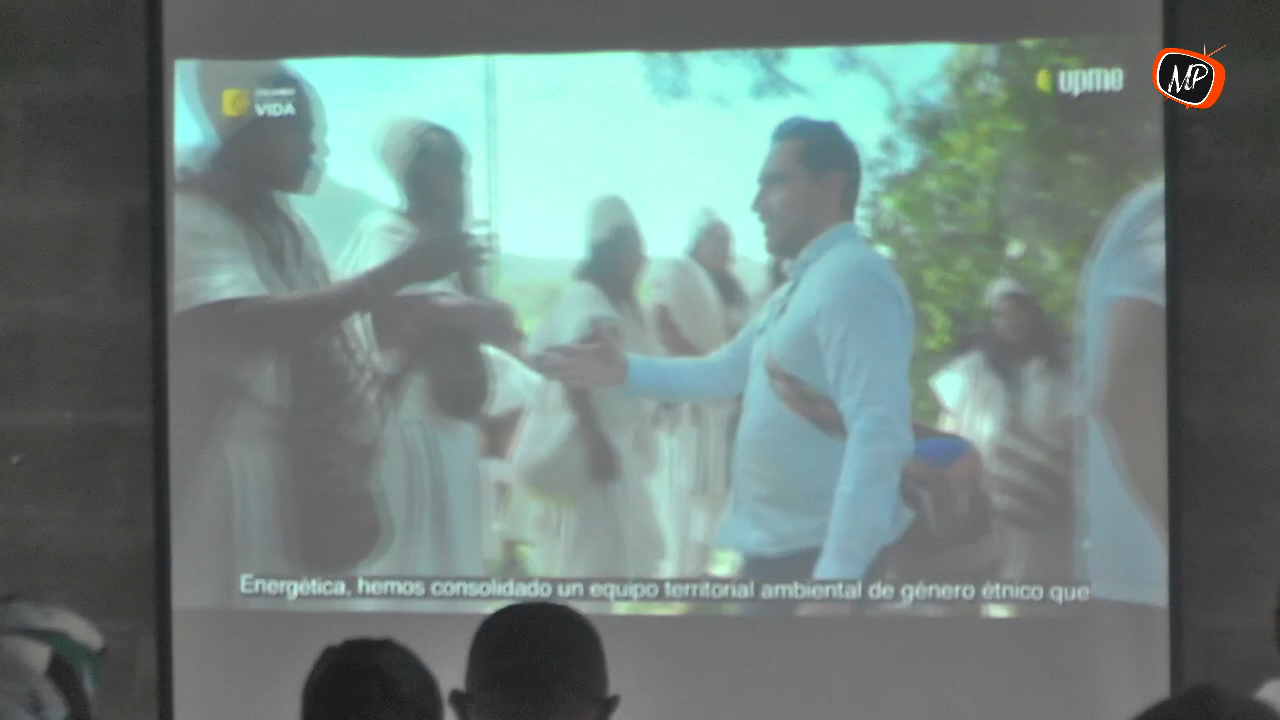 VIDA
upme
MP
Energética, hemos consolidado un equipo territorial ambiental de género étnico que